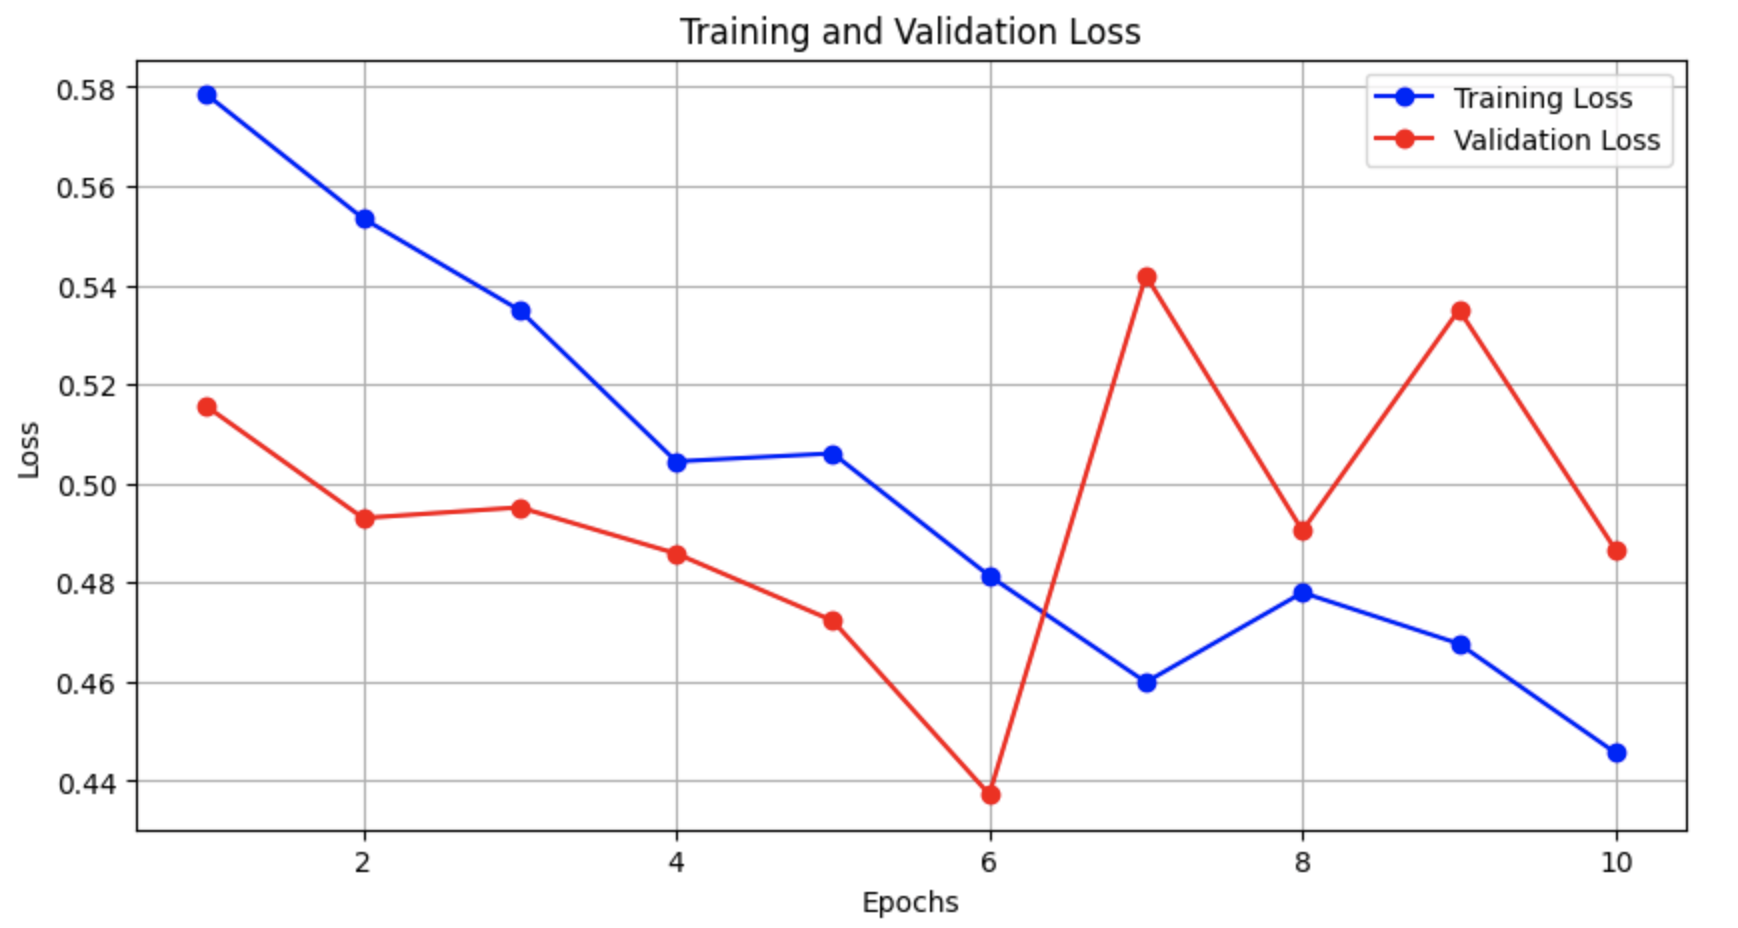 Training and Validation Loss
Training Loss
Validation Loss
0.58
0.56
0.54
0.52
0.50
0.48
0.46
0.44
Loss
2 4 6 8 10
Epochs